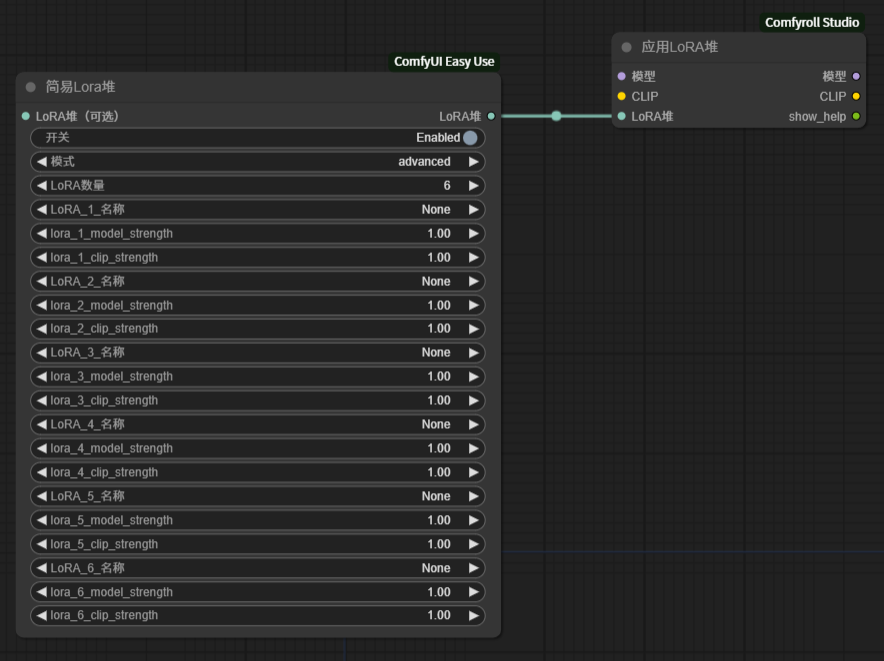 Comfyroll Studio
应用LoRA堆
模型 模型
CLIP CLIP
LoRA堆 show_help
ComfyUI Easy Use
简易Lora堆
LoRA堆（可选） LoRA堆
开关 Enabled
模式 advanced
LoRA数量 6
LoRA_1_名称 None
lora_1_model_strength 1.00
lora_1_clip_strength 1.00
LoRA_2_名称 None
lora_2_model_strength 1.00
lora_2_clip_strength 1.00
LoRA_3_名称 None
lora_3_model_strength 1.00
lora_3_clip_strength 1.00
LoRA_4_名称 None
lora_4_model_strength 1.00
lora_4_clip_strength 1.00
LoRA_5_名称 None
lora_5_model_strength 1.00
lora_5_clip_strength 1.00
LoRA_6_名称 None
lora_6_model_strength 1.00
lora_6_clip_strength 1.00